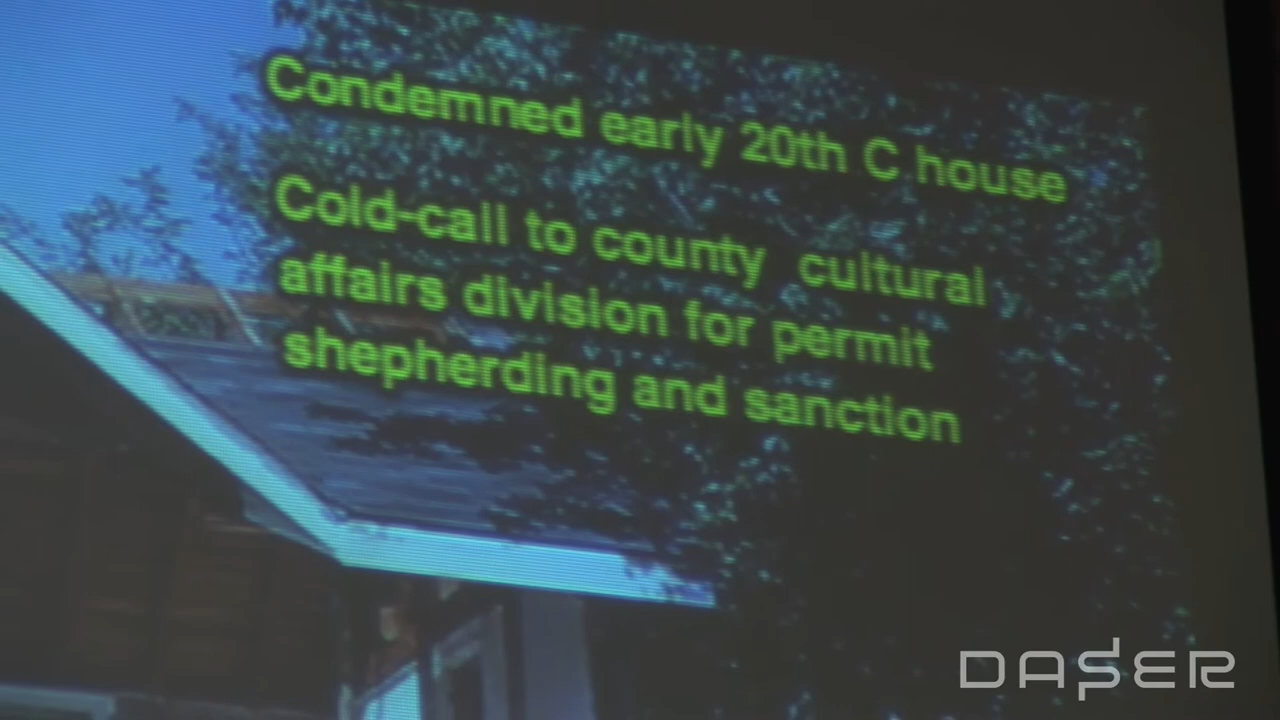 Condemned early 20th C house
Cold-call to county cultural
affairs division for permit
shepherding and sanction
DASER